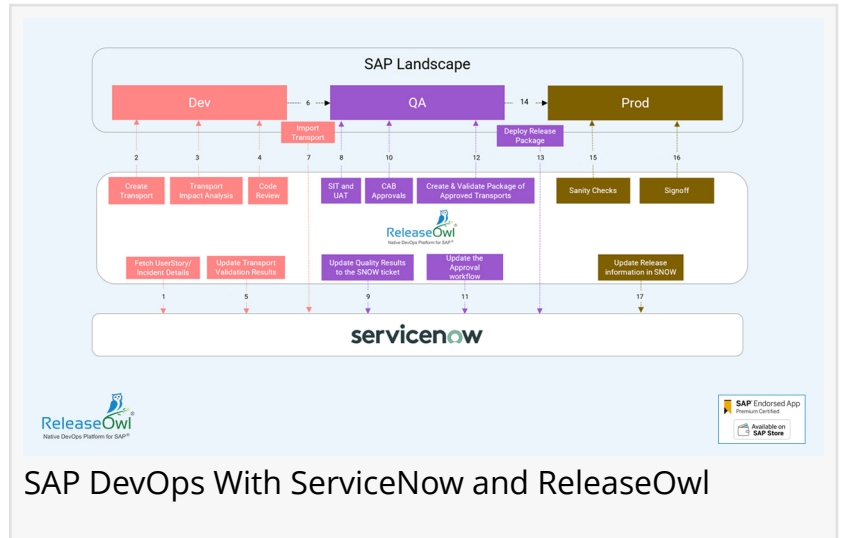 SAP Landscape
Dev
6
QA
14
Prod
Import
Transport
Deploy Release
Package
2
3
4
7
8
10
12
13
15
16
Create
Transport
Transport
Impact Analysis
Code
Review
SIT and
UAT
CAB
Approvals
Create & Validate Package of
Approved Transports
Sanity Checks
Signoff
ReleaseOwl®
Native DevOps Platform for SAP®
Fetch UserStory/
Incident Details
Update Transport
Validation Results
Update Quality Results
to the SNOW ticket
Update the
Approval
workflow
Update Release
information in SNOW
1
5
9
11
17
servicenow
ReleaseOwl®
Native DevOps Platform for SAP®
SAP® Endorsed App
Premium Certified
Available on
SAP Store
SAP DevOps With ServiceNow and ReleaseOwl